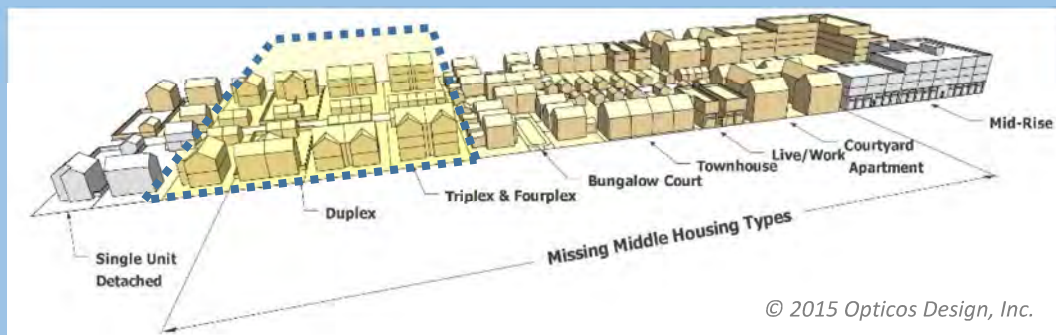 Single Unit
Detached
Duplex
Triplex & Fourplex
Bungalow Court
Townhouse
Live/Work
Courtyard
Apartment
Mid-Rise
Missing Middle Housing Types
© 2015 Opticos Design, Inc.